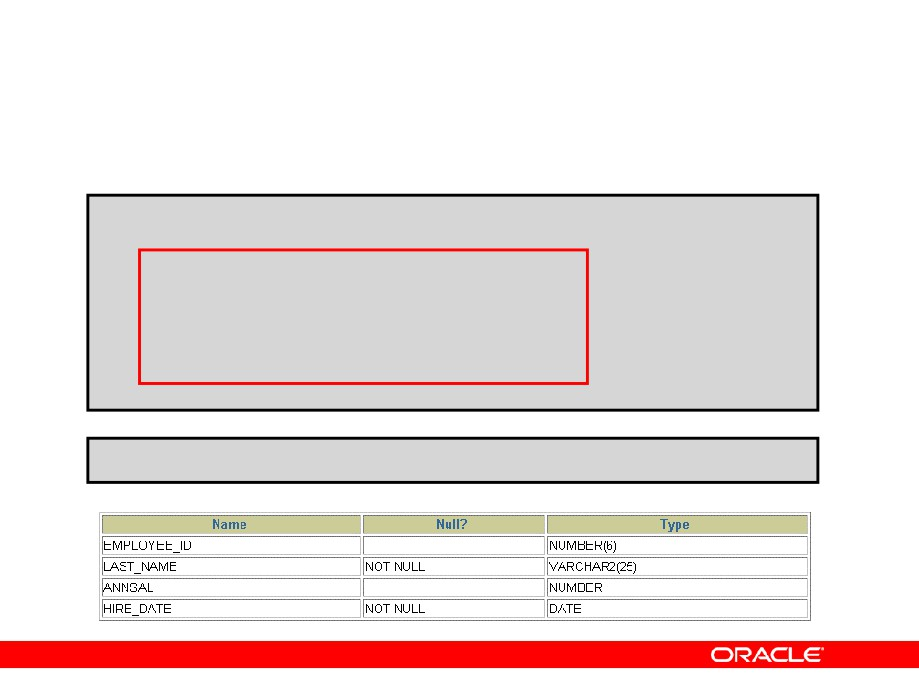 Name Null? Type
EMPLOYEE_ID NUMBER(6)
LAST_NAME NOT NULL VARCHAR2(25)
ANNSAL NUMBER
HIRE_DATE NOT NULL DATE
ORACLE